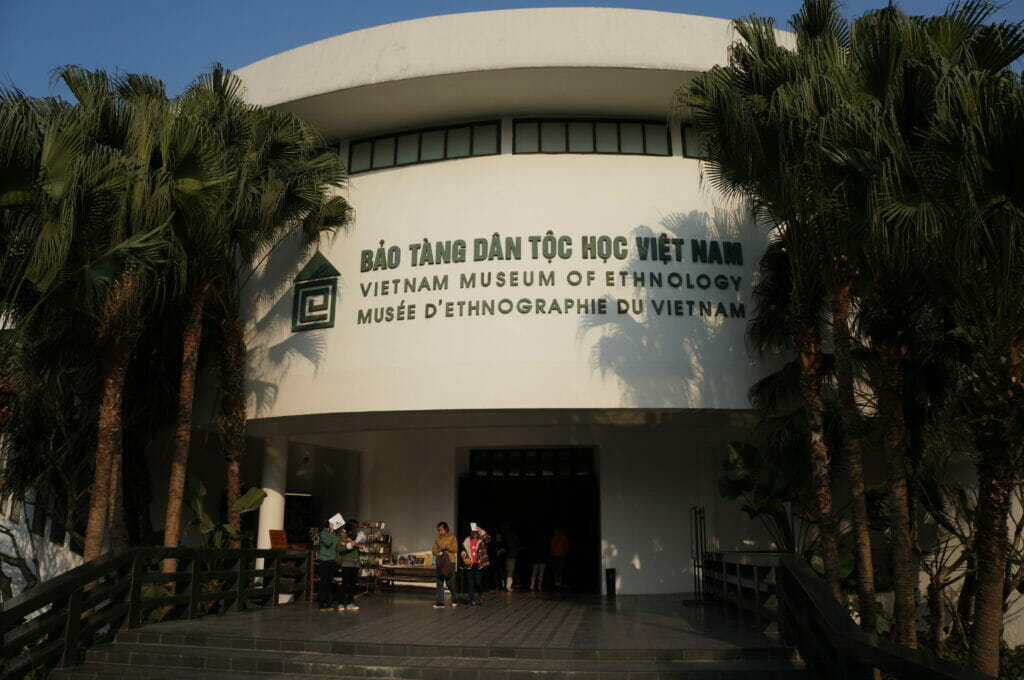 BẢO TÀNG DÂN TỘC HỌC VIỆT NAM
VIETNAM MUSEUM OF ETHNOLOGY
MUSÉE D'ETHNOGRAPHIE DU VIETNAM